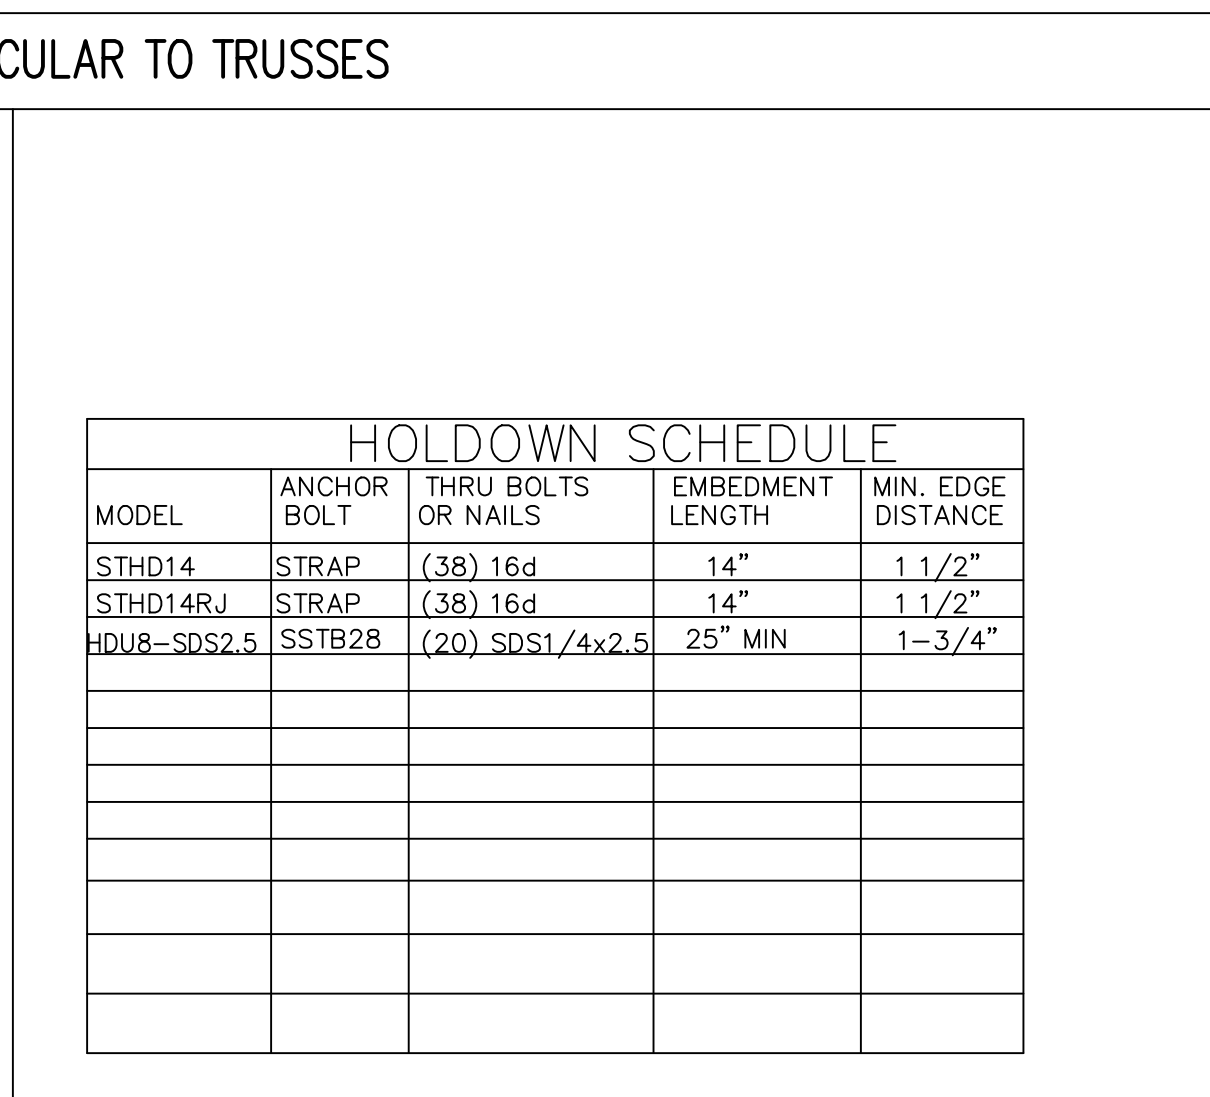 CULAR TO TRUSSES
HOLDOWN SCHEDULE
MODEL ANCHOR BOLT THRU BOLTS OR NAILS EMBEDMENT LENGTH MIN. EDGE DISTANCE
STHD14 STRAP (38) 16d 14" 1 1/2"
STHD14RJ STRAP (38) 16d 14" 1 1/2"
HDU8-SDS2.5 SSTB28 (20) SDS1/4x2.5 25" MIN 1-3/4"